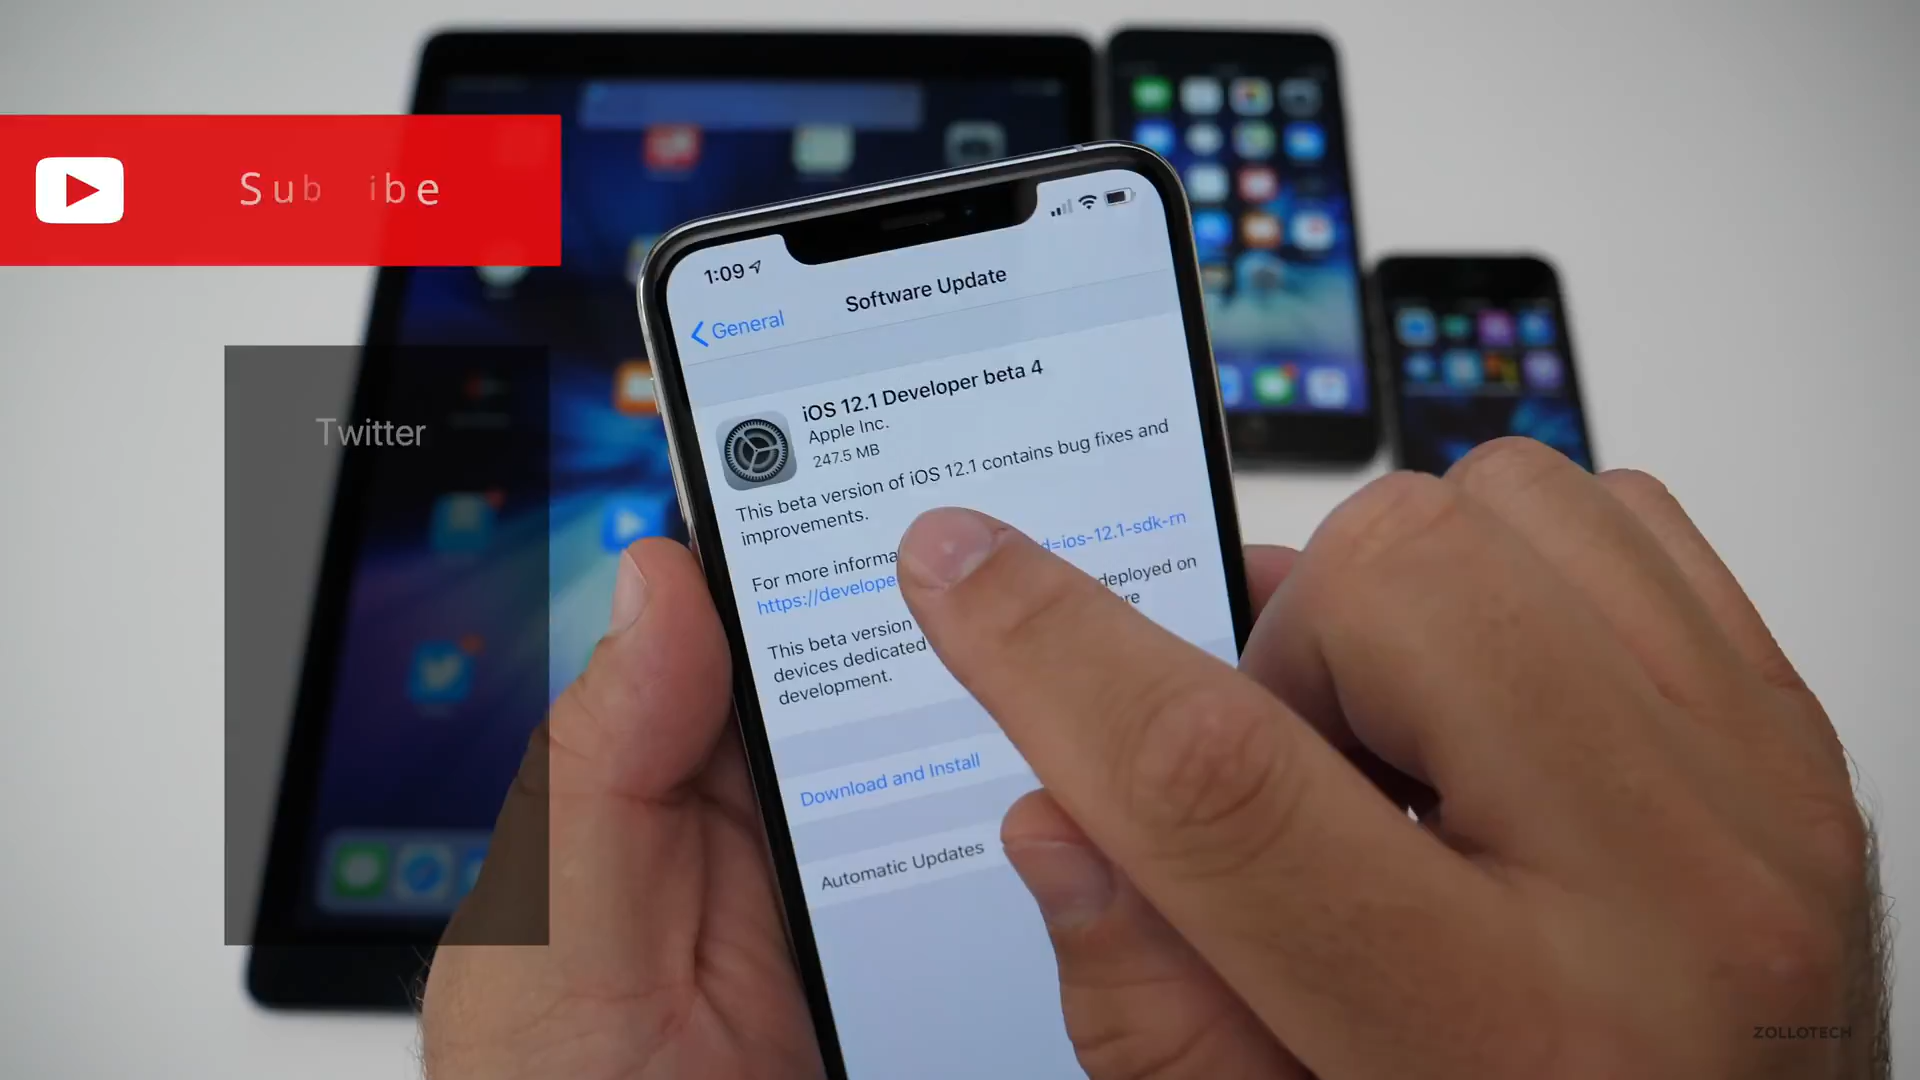 Su b ibe
Twitter
1:09
General
Software Update
iOS 12.1 Developer beta 4
Apple Inc.
247.5 MB
This beta version of iOS 12.1 contains bug fixes and
improvements.
For more informa
https://develope d=ios-12.1-sdk-rn
This beta version deployed on
devices dedicated re
development.
Download and Install
Automatic Updates
ZOLLOTECH